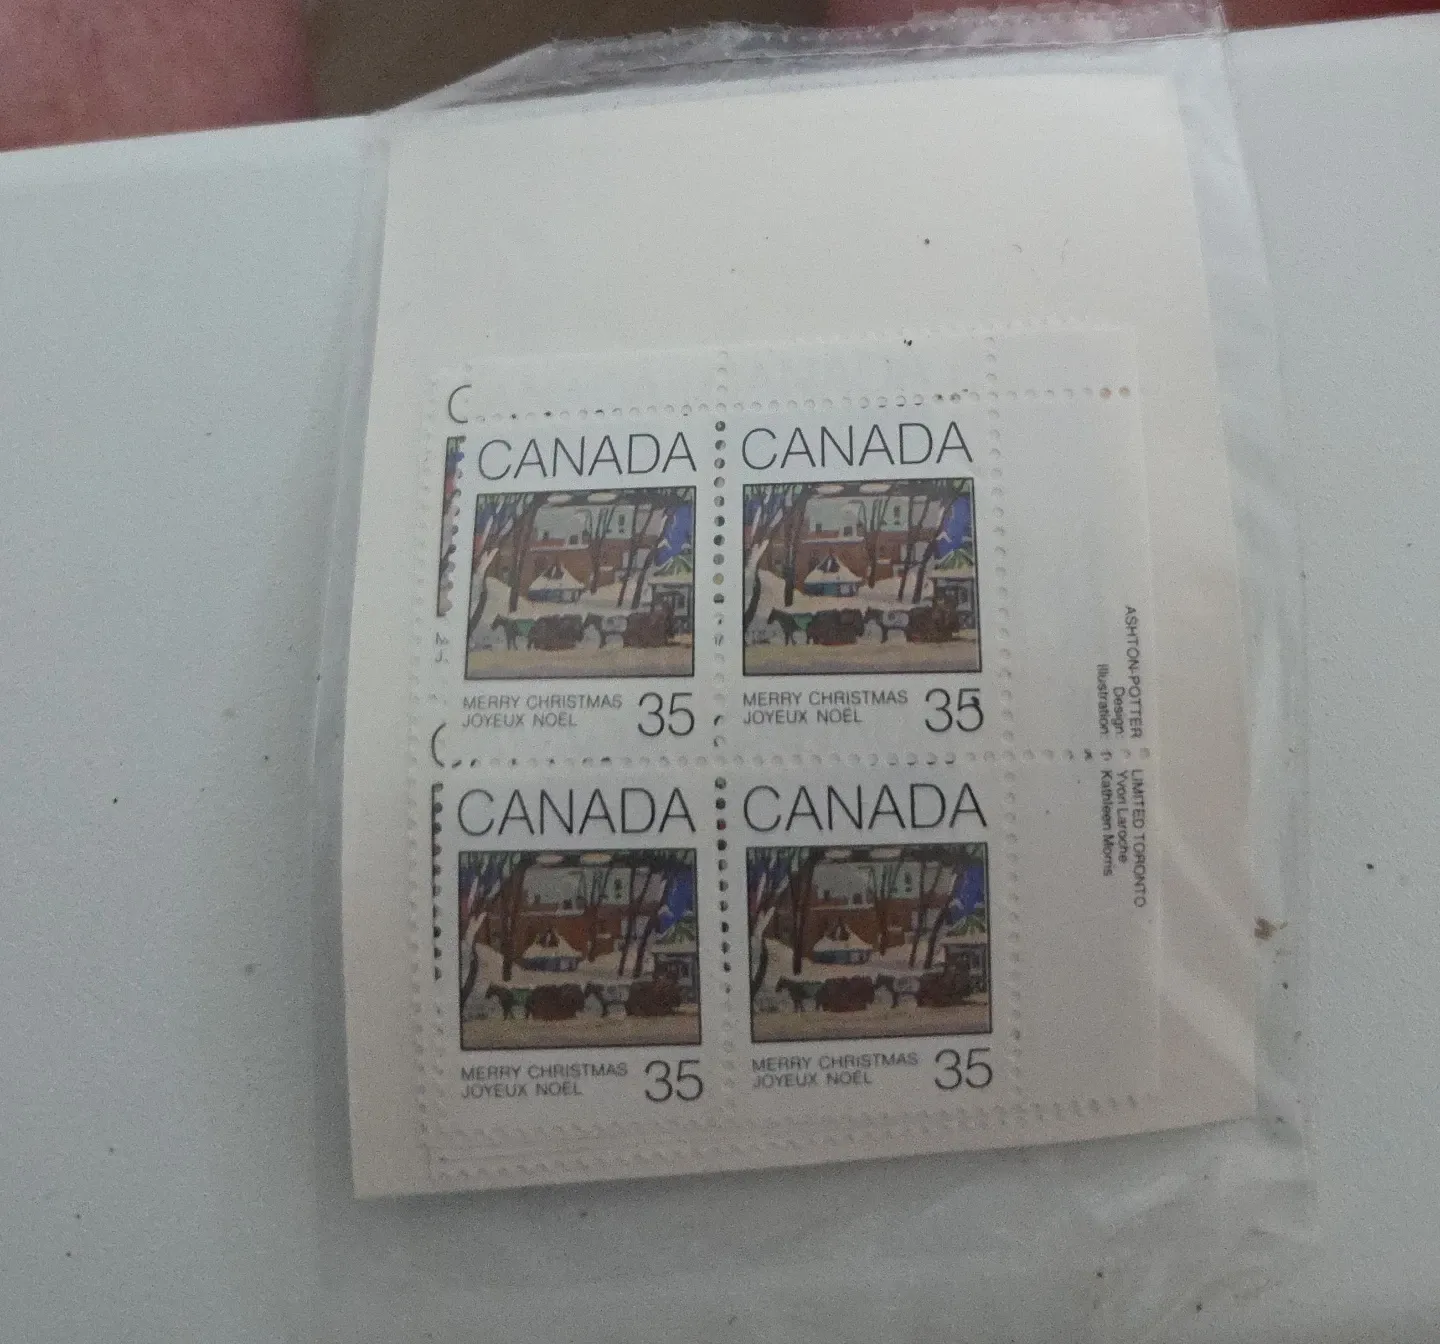 CANADA
CANADA
MERRY CHRISTMAS
JOYEUX NOËL
35
MERRY CHRISTMAS
JOYEUX NOËL
35
CANADA
CANADA
MERRY CHRISTMAS
JOYEUX NOËL
35
MERRY CHRISTMAS
JOYEUX NOËL
35
ASHTON-POTTER LIMITED TORONTO
Design: Yvon Laroche
Illustration: Kathleen Morris